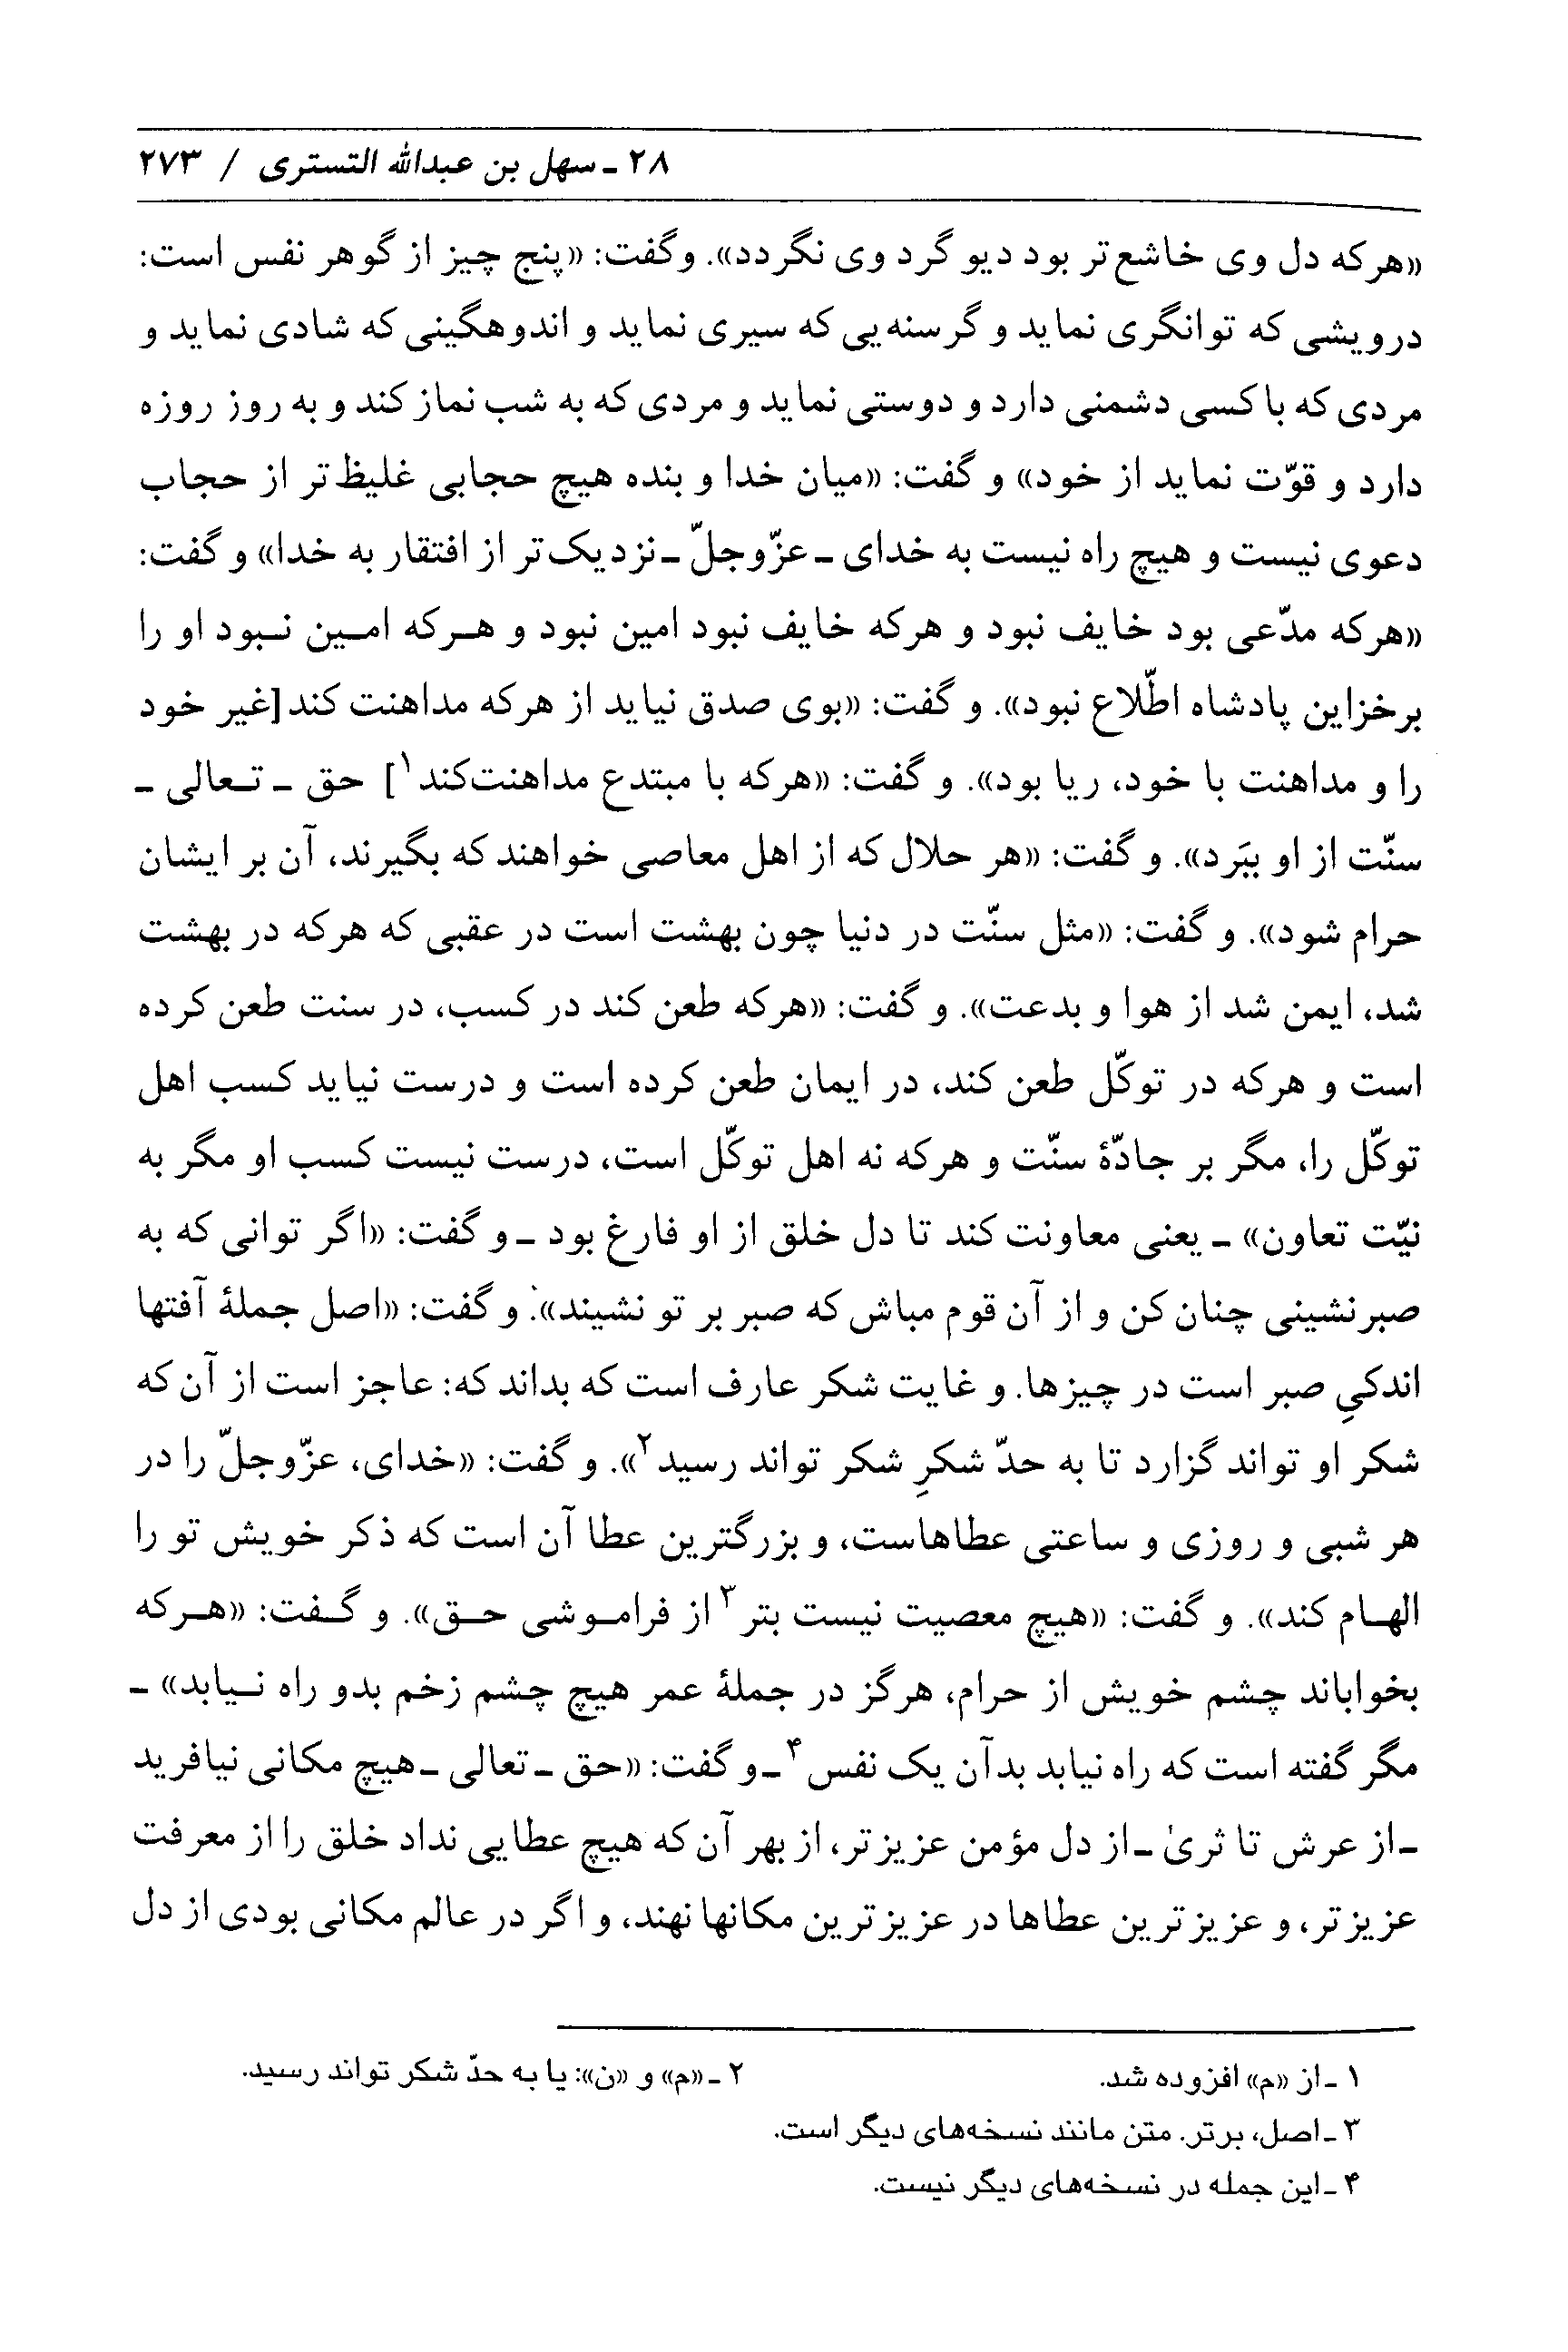 ۲۸ ـ سهل بن عبدالله التستری / ۲۷۳
«هرکه دل وی خاشع‌تر بود دیو گرد وی نگردد». وگفت: «پنج چیز از گوهر نفس است:
درویشی که توانگری نماید و گرسنه‌یی که سیری نماید و اندوهگینی که شادی نماید و
مردی که با کسی دشمنی دارد و دوستی نماید و مردی که به شب نماز کند و به روز روزه
دارد و قوّت نماید از خود» و گفت: «میان خدا و بنده هیچ حجابی غلیظ‌تر از حجاب
دعوی نیست و هیچ راه نیست به خدای ـ عزّوجلّ ـ نزدیک‌تر از افتقار به خدا» و گفت:
«هرکه مدّعی بود خایف نبود و هرکه خایف نبود امین نبود و هـرکه امـین نـبود او را
برخزاین پادشاه اطّلاع نبود». و گفت: «بوی صدق نیاید از هرکه مداهنت کند [غیر خود
را و مداهنت با خود، ریا بود». و گفت: «هرکه با مبتدع مداهنت‌کند۱] حق ـ تـعالی ـ
سنّت از او ببَرد». و گفت: «هر حلال که از اهل معاصی خواهند که بگیرند، آن بر ایشان
حرام شود». و گفت: «مثل سنّت در دنیا چون بهشت است در عقبی که هرکه در بهشت
شد، ایمن شد از هوا و بدعت». و گفت: «هرکه طعن کند در کسب، در سنت طعن کرده
است و هرکه در توکّل طعن کند، در ایمان طعن کرده است و درست نیاید کسب اهل
توکّل را، مگر بر جادّهٔ سنّت و هرکه نه اهل توکّل است، درست نیست کسب او مگر به
نیّت تعاون» ـ یعنی معاونت کند تا دل خلق از او فارغ بود ـ و گفت: «اگر توانی که به
صبرنشینی چنان کن و از آن قوم مباش که صبر بر تو نشیند». و گفت: «اصل جملهٔ آفتها
اندکیِ صبر است در چیزها. و غایت شکر عارف است که بداند که: عاجز است از آن که
شکر او تواند گزارد تا به حدّ شکرِ شکر تواند رسید۲». و گفت: «خدای، عزّوجلّ را در
هر شبی و روزی و ساعتی عطاهاست، و بزرگترین عطا آن است که ذکر خویش تو را
الهـام کند». و گفت: «هیچ معصیت نیست بتر۳ از فرامـوشی حـق». و گـفت: «هـرکه
بخواباند چشم خویش از حرام، هرگز در جملهٔ عمر هیچ چشم زخم بدو راه نـیابد» ـ
مگر گفته است که راه نیابد بدآن یک نفس۴ ـ و گفت: «حق ـ تعالی ـ هیچ مکانی نیافرید
ـ از عرش تا ثریٰ ـ از دل مؤمن عزیزتر، از بهر آن که هیچ عطایی نداد خلق را از معرفت
عزیزتر، و عزیزترین عطاها در عزیزترین مکانها نهند، و اگر در عالم مکانی بودی از دل
۱ ـ از «م» افزوده شد. ۲ ـ «م» و «ن»: یا به حدّ شکر تواند رسید.
۳ ـ اصل، برتر. متن مانند نسخه‌های دیگر است.
۴ ـ این جمله در نسخه‌های دیگر نیست.